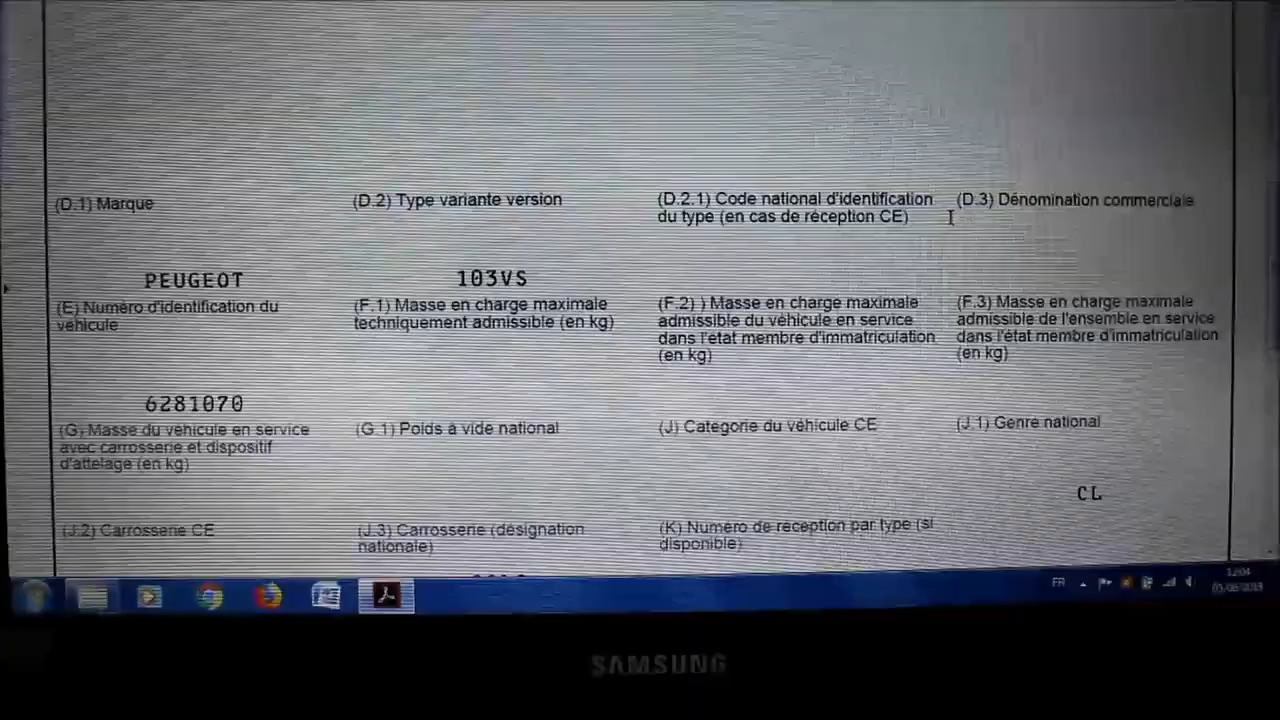 (D.1) Marque
(D.2) Type variante version
(D.2.1) Code national d'identification
du type (en cas de réception CE)
(D.3) Dénomination commerciale
PEUGEOT
103VS
(E) Numéro d'identification du
véhicule
(F.1) Masse en charge maximale
techniquement admissible (en kg)
(F.2) ) Masse en charge maximale
admissible du véhicule en service
dans l'état membre d'immatriculation
(en kg)
(F.3) Masse en charge maximale
admissible de l'ensemble en service
dans l'état membre d'immatriculation
(en kg)
6281070
(G) Masse du véhicule en service
avec carrosserie et dispositif
d'attelage (en kg)
(G.1) Poids à vide national
(J) Catégorie du véhicule CE
(J.1) Genre national
CL
(J.2) Carrosserie CE
(J.3) Carrosserie (désignation
nationale)
(K) Numéro de réception par type (si
disponible)
FR
12:04
SAMSUNG